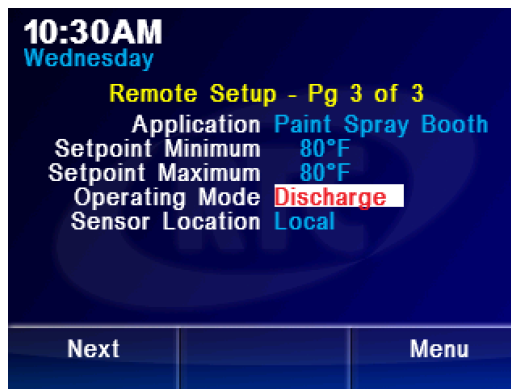 10:30AM
Wednesday
Remote Setup - Pg 3 of 3
Application Paint Spray Booth
Setpoint Minimum 80°F
Setpoint Maximum 80°F
Operating Mode Discharge
Sensor Location Local
Next Menu